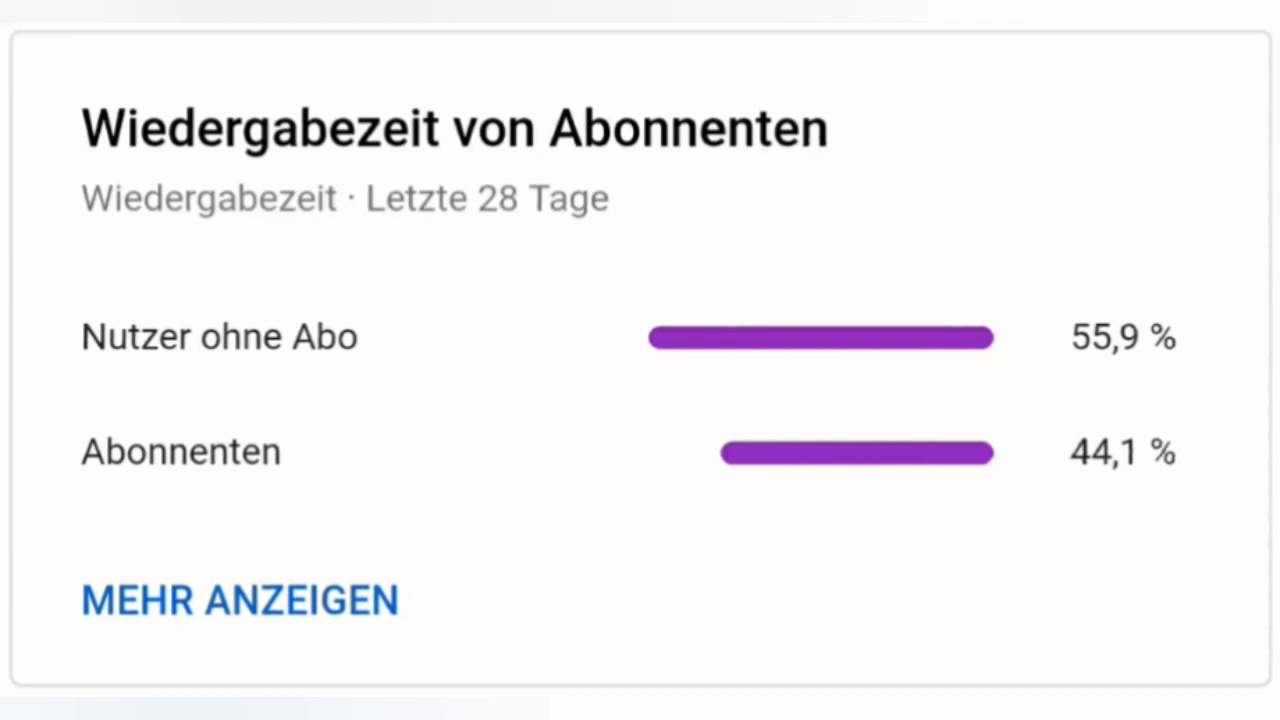 Wiedergabezeit von Abonnenten
Wiedergabezeit · Letzte 28 Tage
Nutzer ohne Abo 55,9 %
Abonnenten 44,1 %
MEHR ANZEIGEN